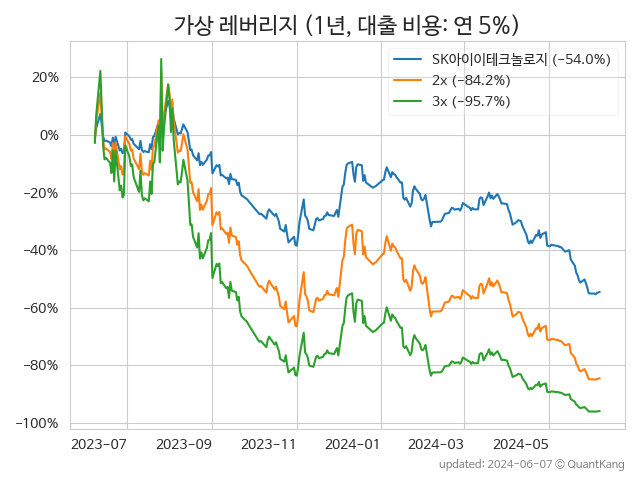 가상 레버리지 (1년, 대출 비용: 연 5%)
SK아이이테크놀로지 (−54.0%)
2x (−84.2%)
3x (−95.7%)
20%
0%
−20%
−40%
−60%
−80%
−100%
2023-07 2023-09 2023-11 2024-01 2024-03 2024-05
updated: 2024-06-07 © QuantKang